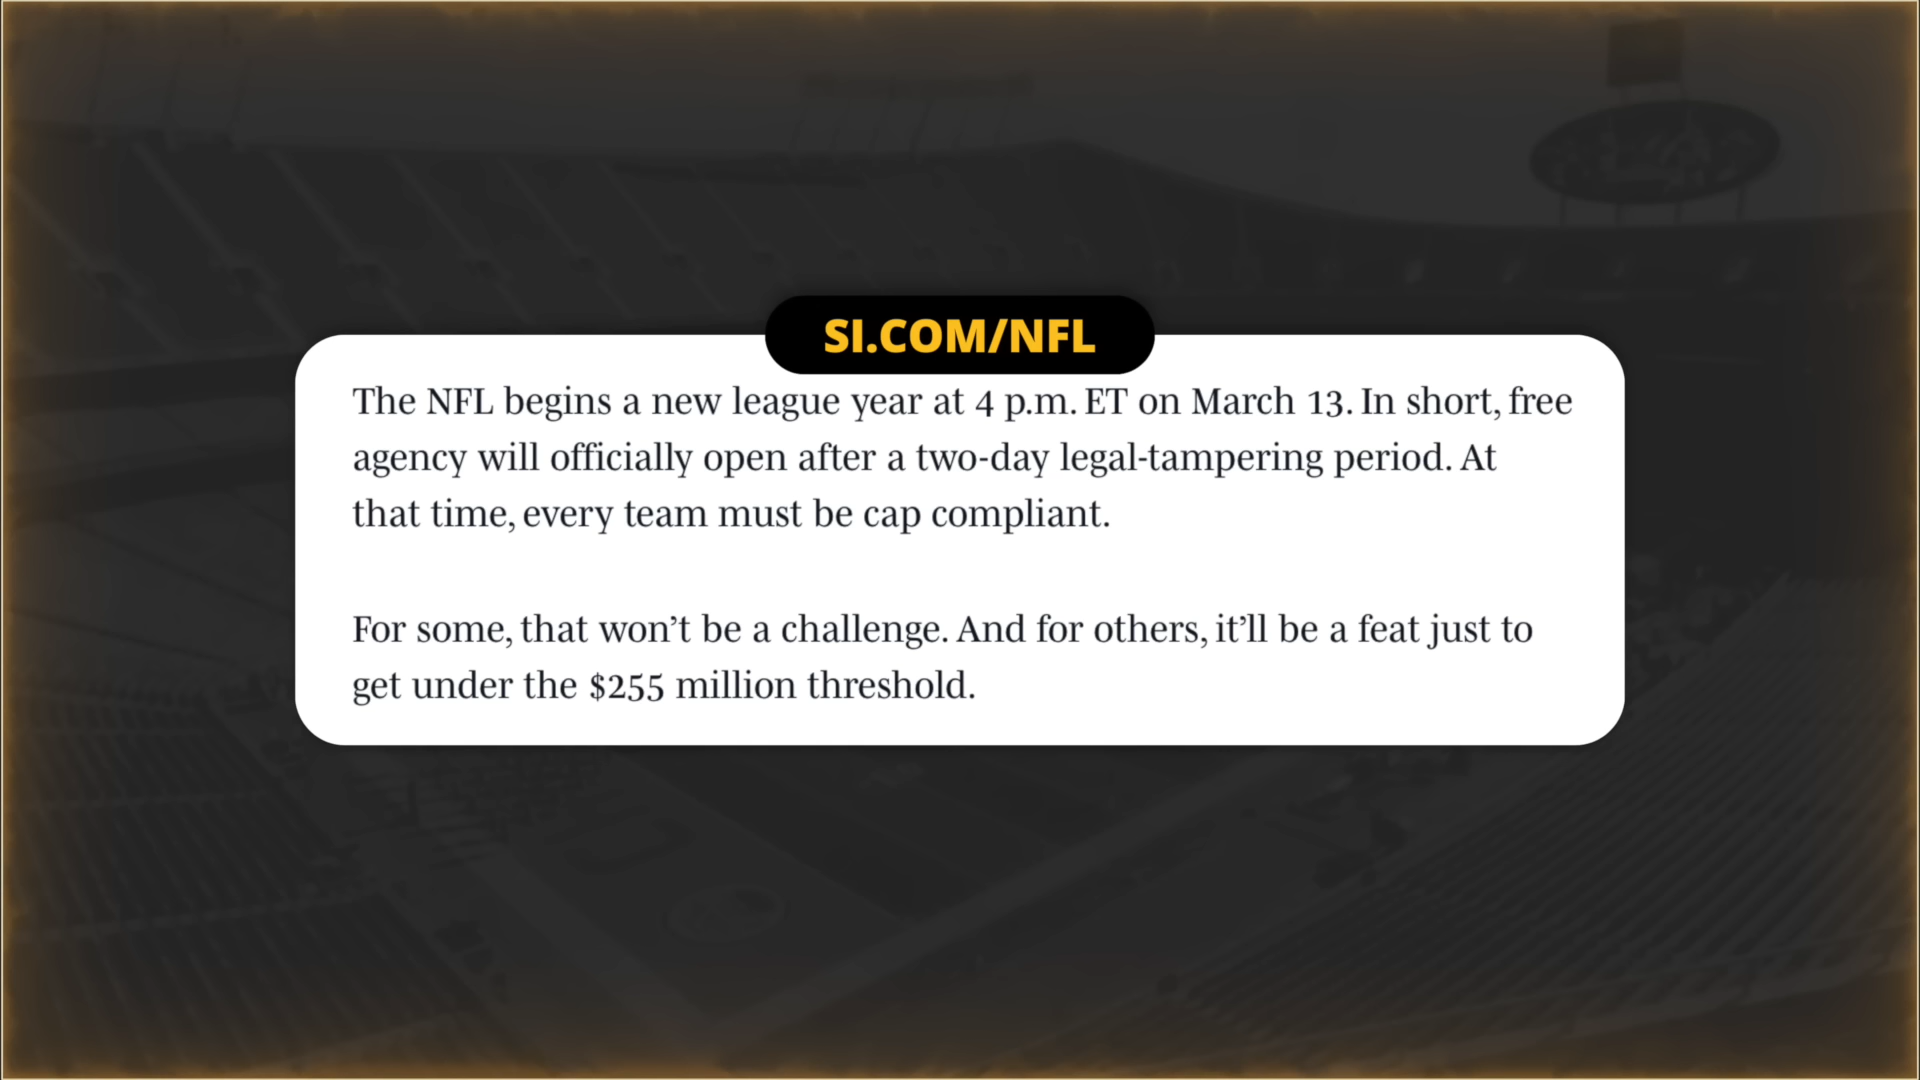 SI.COM/NFL
The NFL begins a new league year at 4 p.m. ET on March 13. In short, free
agency will officially open after a two-day legal-tampering period. At
that time, every team must be cap compliant.
For some, that won’t be a challenge. And for others, it’ll be a feat just to
get under the $255 million threshold.